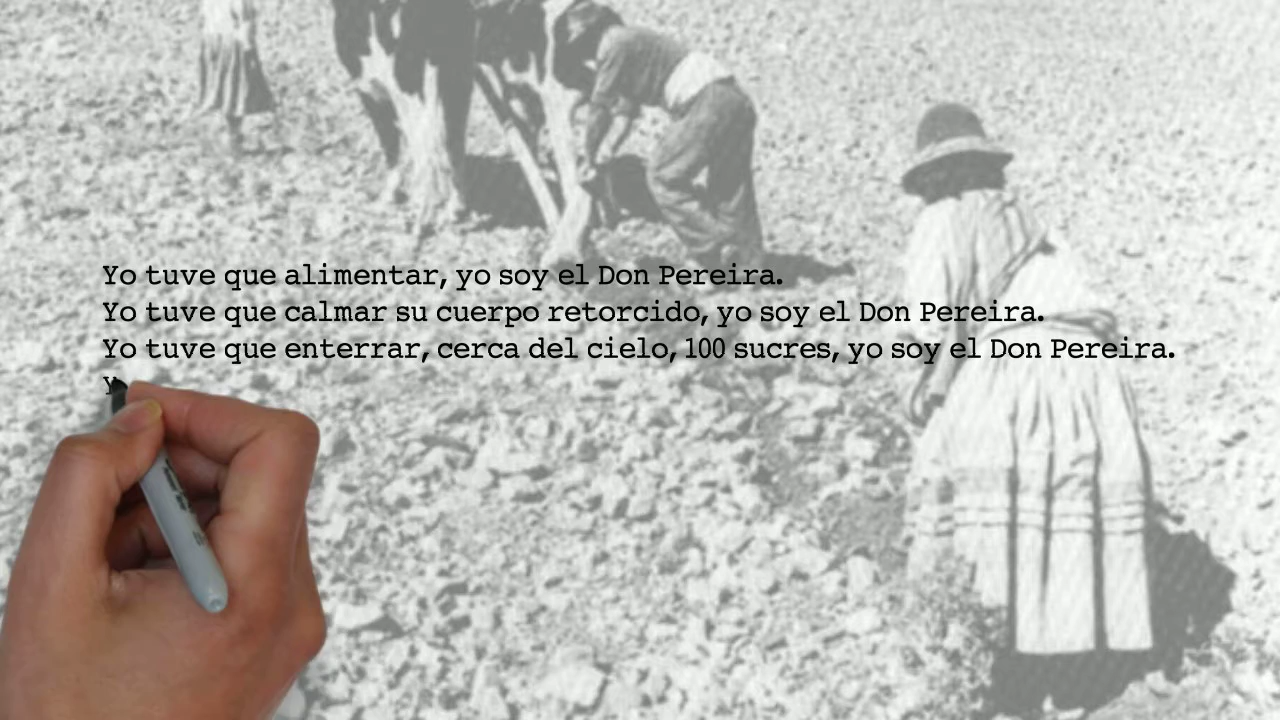 Yo tuve que alimentar, yo soy el Don Pereira.
Yo tuve que calmar su cuerpo retorcido, yo soy el Don Pereira.
Yo tuve que enterrar, cerca del cielo, 100 sucres, yo soy el Don Pereira.
Y